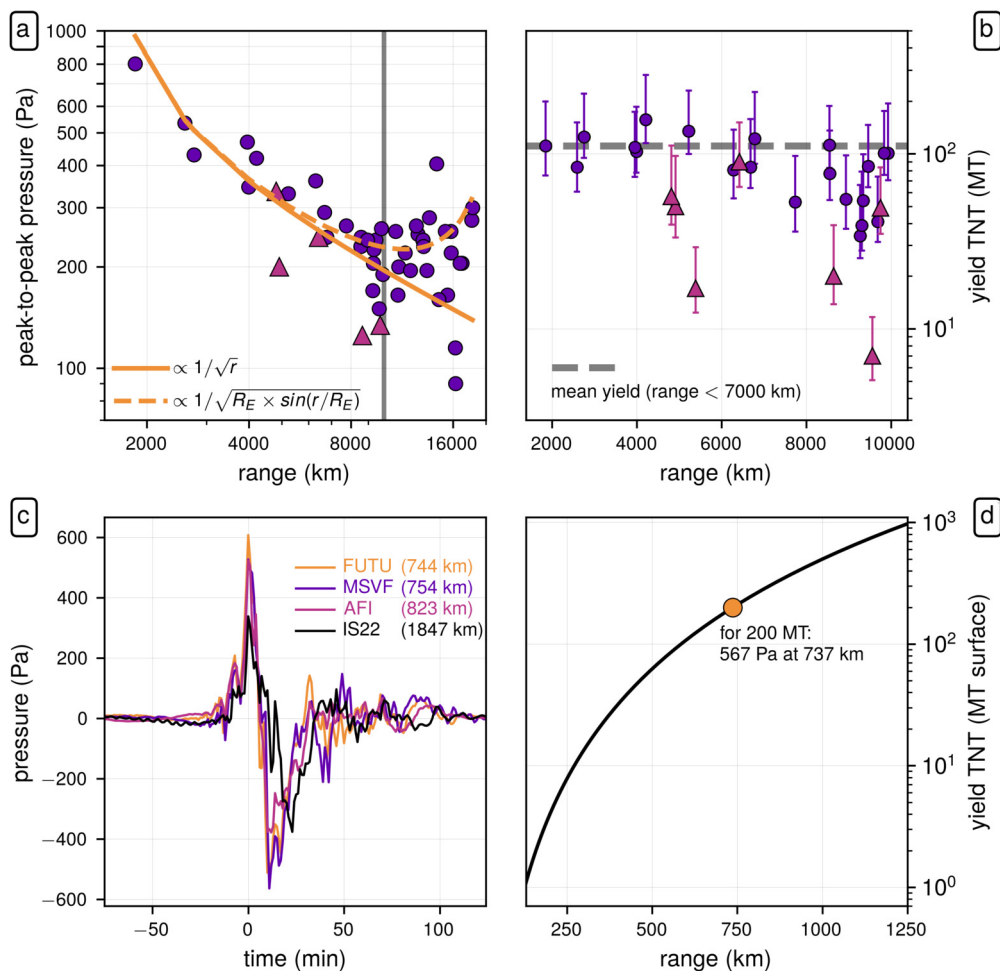 a
peak-to-peak pressure (Pa)
1000
800
600
500
400
300
200
100
∝ 1/√r
∝ 1/√R_E × sin(r/R_E)
2000
4000
8000
16000
range (km)
b
yield TNT (MT)
10²
10¹
mean yield (range < 7000 km)
2000
4000
6000
8000
10000
range (km)
c
pressure (Pa)
600
400
200
0
−200
−400
−600
FUTU (744 km)
MSVF (754 km)
AFI (823 km)
IS22 (1847 km)
−50
0
50
100
time (min)
d
yield TNT (MT surface)
10³
10²
10¹
10⁰
for 200 MT:
567 Pa at 737 km
250
500
750
1000
1250
range (km)